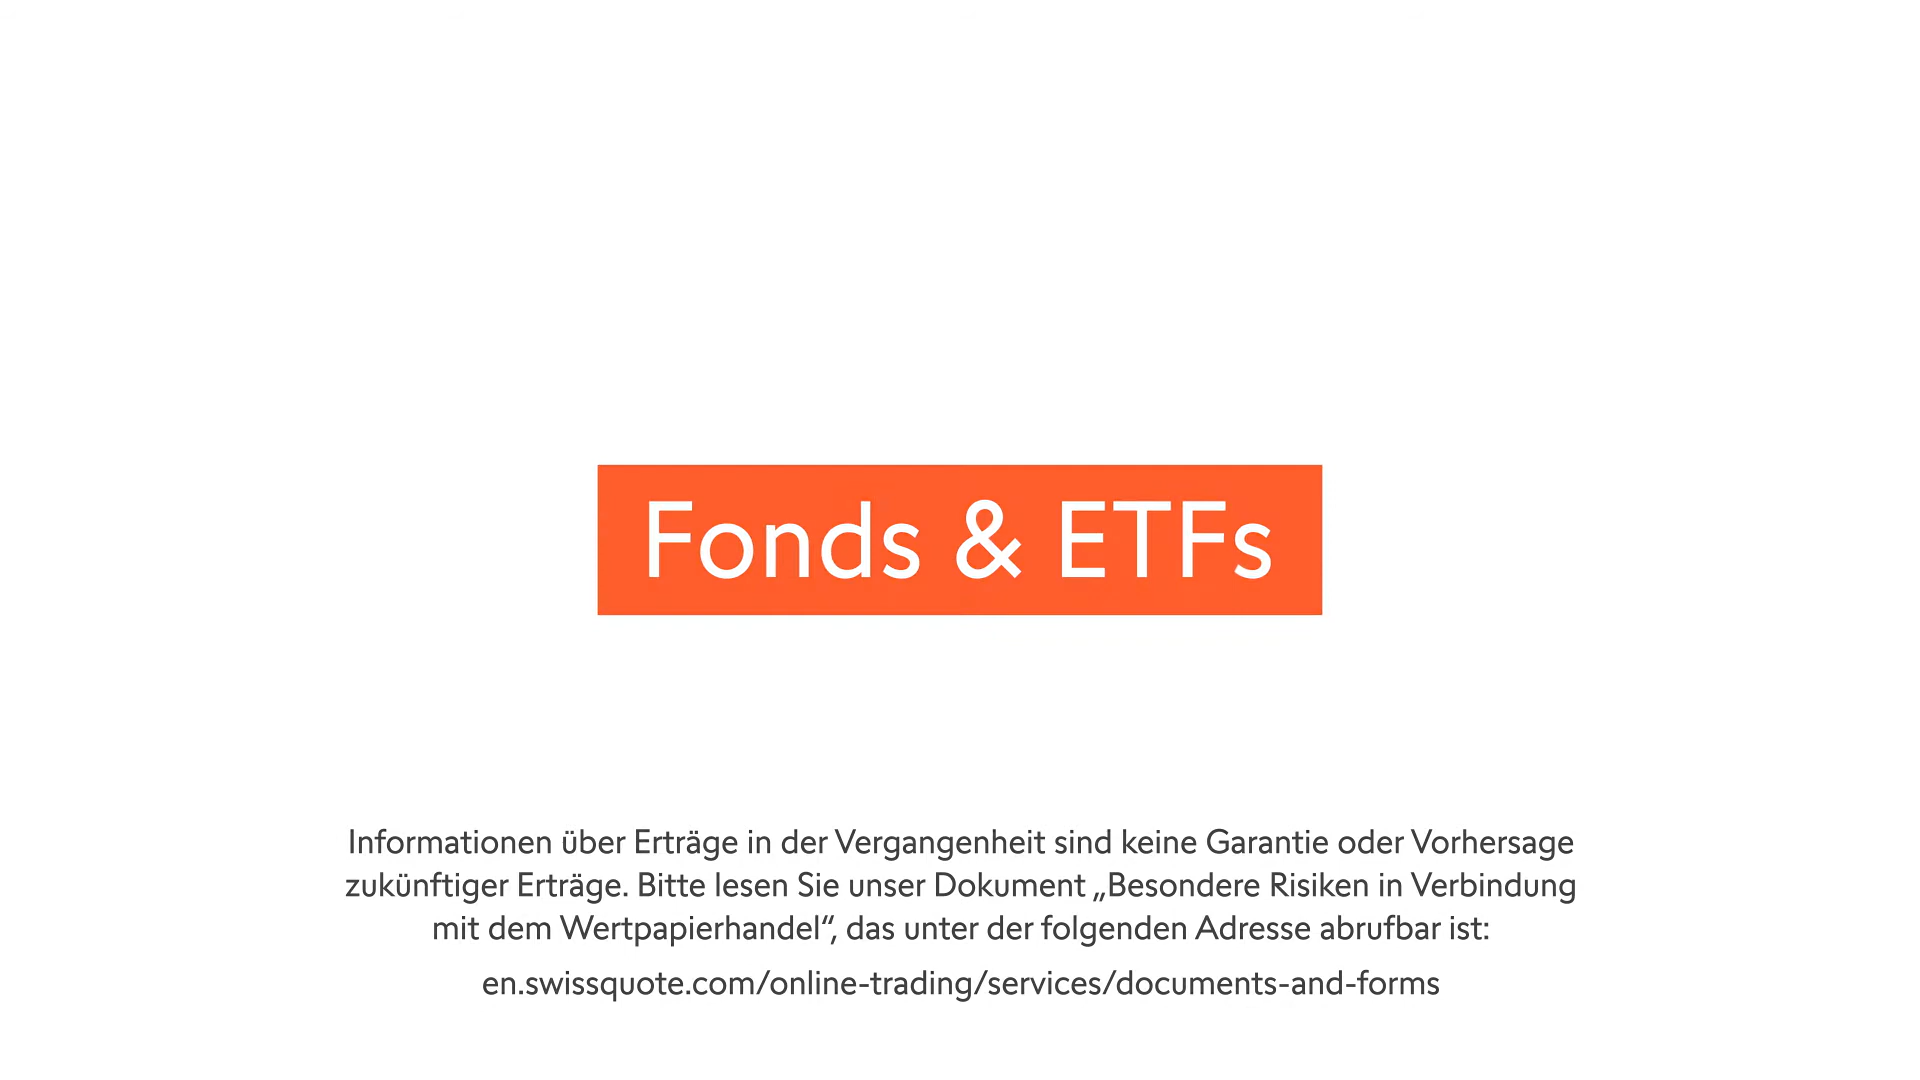 Fonds & ETFs
Informationen über Erträge in der Vergangenheit sind keine Garantie oder Vorhersage
zukünftiger Erträge. Bitte lesen Sie unser Dokument „Besondere Risiken in Verbindung
mit dem Wertpapierhandel“, das unter der folgenden Adresse abrufbar ist:
en.swissquote.com/online-trading/services/documents-and-forms